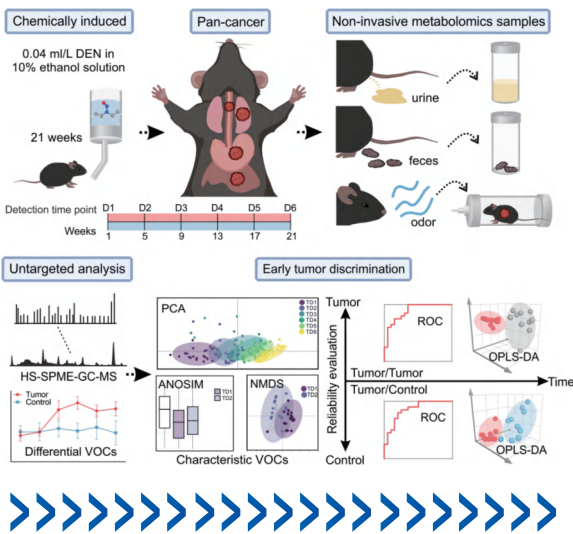 Chemically induced
Pan-cancer
Non-invasive metabolomics samples
0.04 ml/L DEN in
10% ethanol solution
21 weeks
urine
feces
odor
Detection time point
D1 D2 D3 D4 D5 D6
Weeks
1 5 9 13 17 21
Untargeted analysis
Early tumor discrimination
HS-SPME-GC-MS
Tumor
Control
Differential VOCs
PCA
TD1
TD2
TD3
TD4
TD5
TD6
ANOSIM
TD1
TD2
NMDS
TD1
TD2
Characteristic VOCs
Tumor
Reliability evaluation
Control
ROC
OPLS-DA
Tumor/Tumor
Time
Tumor/Control
ROC
OPLS-DA